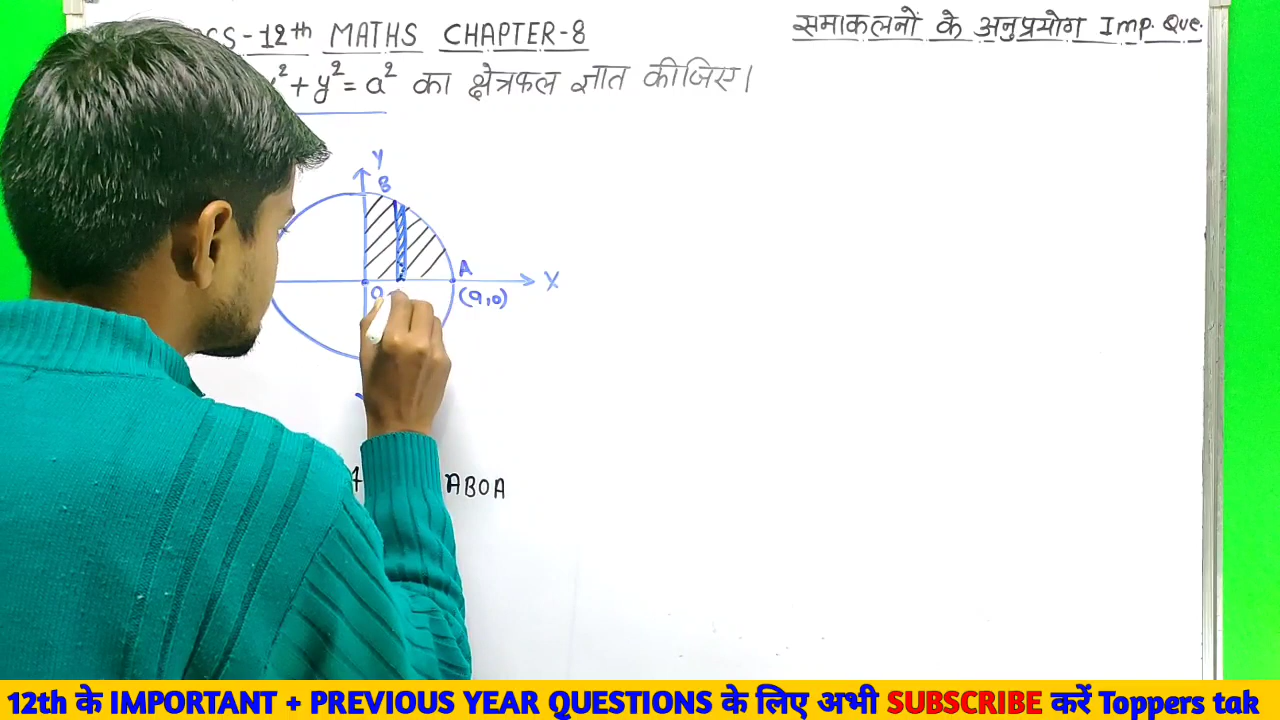 -12th MATHS CHAPTER-8
समाकलनों के अनुप्रयोग Imp. Que.
² + y² = a² का क्षेत्रफल ज्ञात कीजिए।
Y
B
A
X
O
(a,0)
ABOA
12th के IMPORTANT + PREVIOUS YEAR QUESTIONS के लिए अभी SUBSCRIBE करें Toppers tak